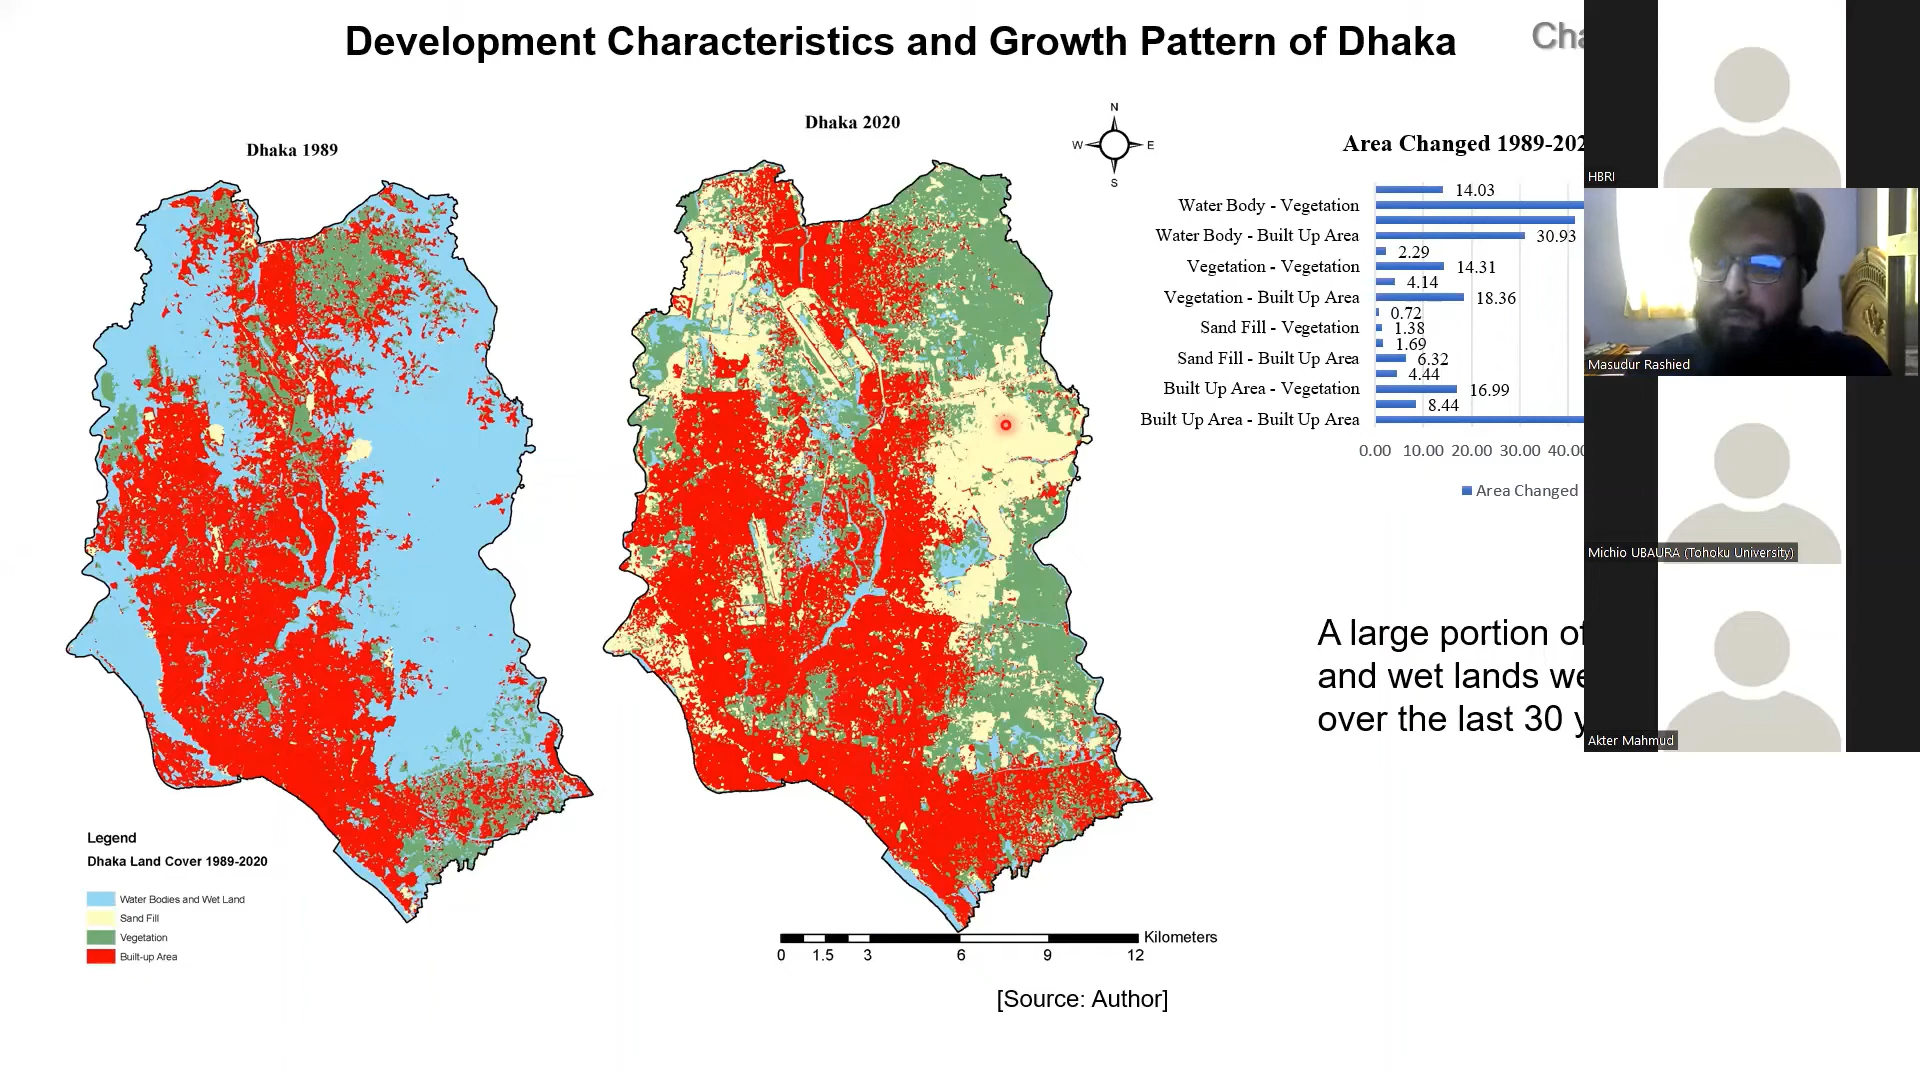 Development Characteristics and Growth Pattern of Dhaka
Dhaka 1989
Dhaka 2020
N
W
E
S
Area Changed 1989-202
14.03
Water Body - Vegetation
Water Body - Built Up Area
30.93
2.29
Vegetation - Vegetation
14.31
4.14
Vegetation - Built Up Area
18.36
0.72
Sand Fill - Vegetation
1.38
1.69
Sand Fill - Built Up Area
6.32
4.44
Built Up Area - Vegetation
16.99
8.44
Built Up Area - Built Up Area
0.00 10.00 20.00 30.00 40.00
Area Changed
A large portion of
and wet lands we
over the last 30 y
Legend
Dhaka Land Cover 1989-2020
Water Bodies and Wet Land
Sand Fill
Vegetation
Built-up Area
Kilometers
0 1.5 3 6 9 12
[Source: Author]
HBRI
Masudur Rashied
Michio UBAURA (Tohoku University)
Akter Mahmud